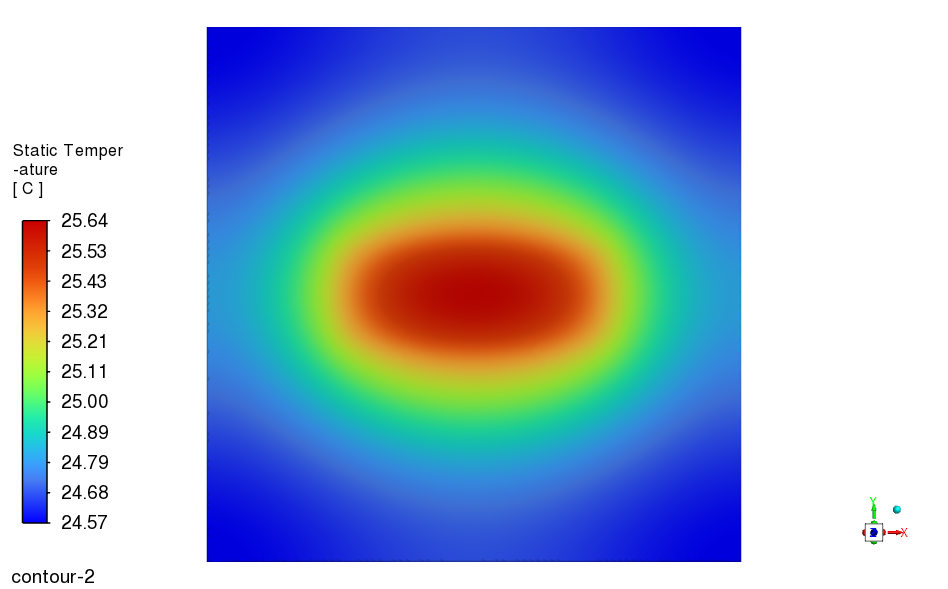 Static Temper
-ature
[ C ]
25.64
25.53
25.43
25.32
25.21
25.11
25.00
24.89
24.79
24.68
24.57
contour-2
Y
Z
X